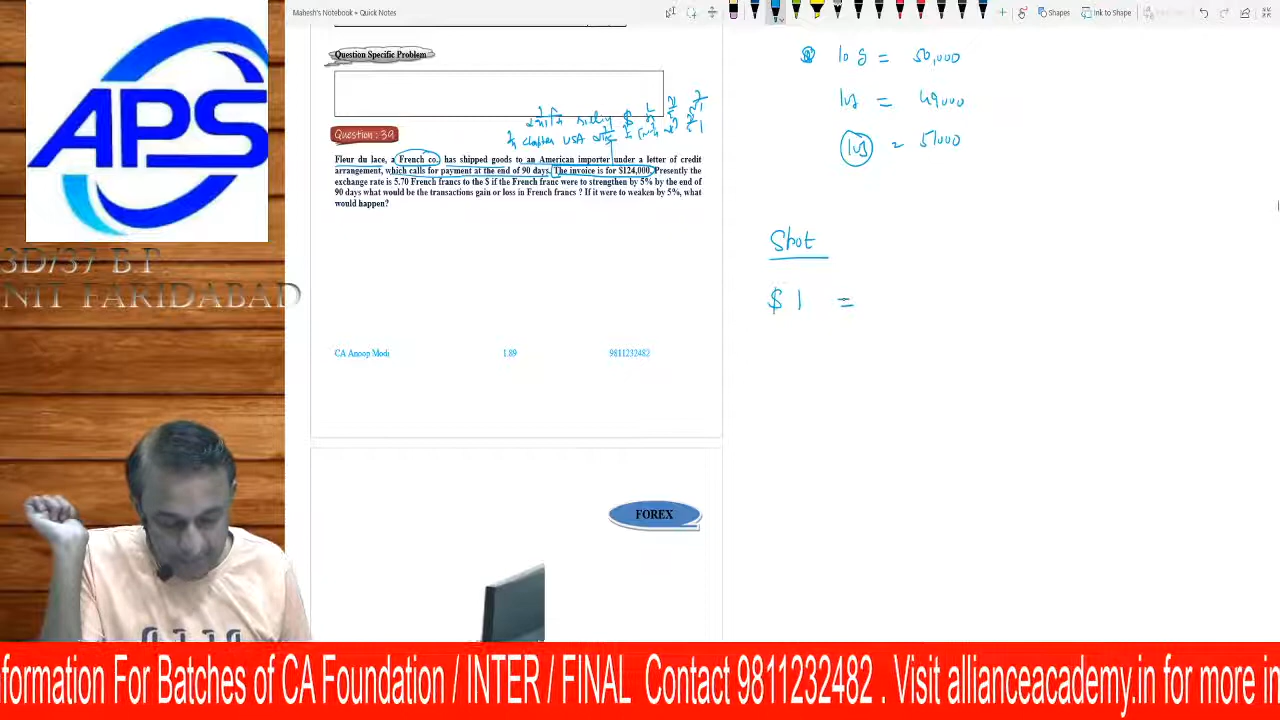 Mahesh's Notebook + Quick Notes
Shapes
Ink to Shape
APS
3D/37 B.P.
NIT FARIDABAD
Question Specific Problem
Question : 39
chapter USA
Fleur du lace, a French co. has shipped goods to an American importer under a letter of credit
arrangement, which calls for payment at the end of 90 days. The invoice is for $124,000. Presently the
exchange rate is 5.70 French francs to the $ if the French franc were to strengthen by 5% by the end of
90 days what would be the transactions gain or loss in French francs ? If it were to weaken by 5%, what
would happen?
CA Anoop Modi
1.89
9811232482
FOREX
10 g = 50,000
= 49000
= 51000
Spot
$ 1 =
nformation For Batches of CA Foundation / INTER / FINAL Contact 9811232482 . Visit allianceacademy.in for more in